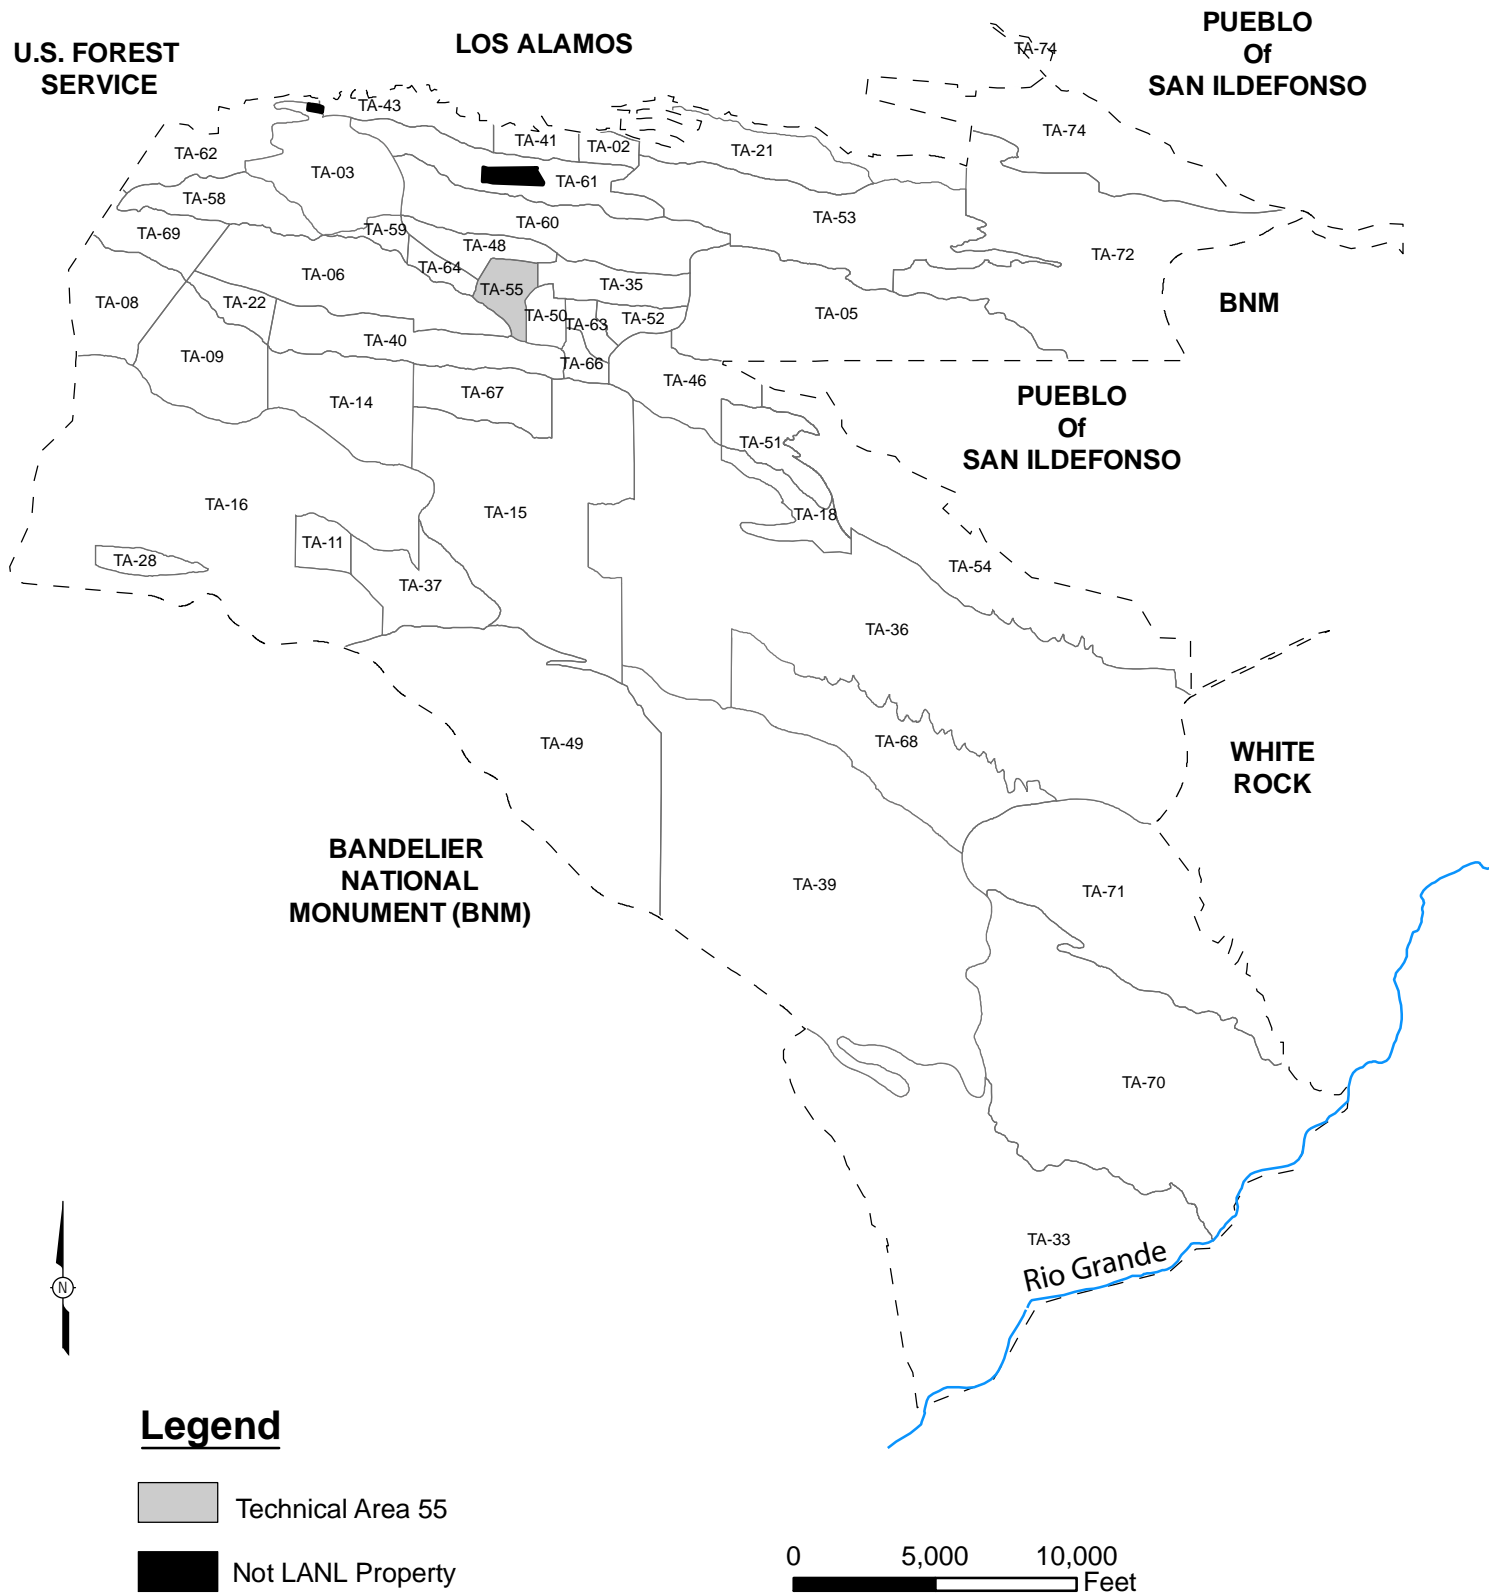 U.S. FOREST
SERVICE
LOS ALAMOS
PUEBLO
Of
SAN ILDEFONSO
TA-74
TA-43
TA-74
TA-41
TA-02
TA-21
TA-62
TA-03
TA-61
TA-58
TA-53
TA-60
TA-59
TA-69
TA-48
TA-72
TA-64
TA-06
TA-35
TA-55
TA-08
TA-22
BNM
TA-50
TA-63
TA-52
TA-05
TA-40
TA-09
TA-66
TA-46
TA-67
TA-14
PUEBLO
Of
SAN ILDEFONSO
TA-51
TA-16
TA-15
TA-18
TA-11
TA-28
TA-54
TA-37
TA-36
TA-49
TA-68
WHITE
ROCK
BANDELIER
NATIONAL
MONUMENT (BNM)
TA-39
TA-71
TA-70
TA-33
Rio Grande
N
Legend
Technical Area 55
Not LANL Property
0 5,000 10,000
Feet